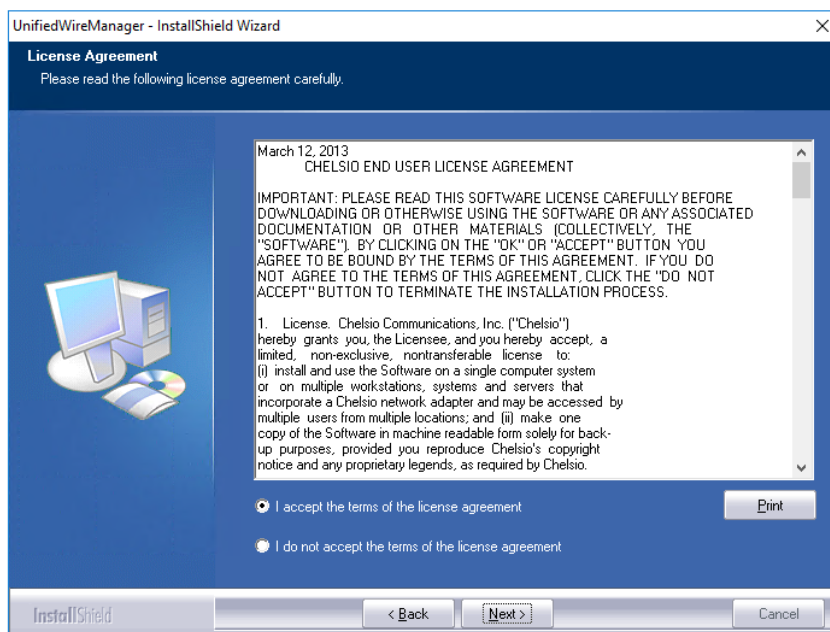 UnifiedWireManager - InstallShield Wizard
License Agreement
Please read the following license agreement carefully.
March 12, 2013
CHELSIO END USER LICENSE AGREEMENT
IMPORTANT: PLEASE READ THIS SOFTWARE LICENSE CAREFULLY BEFORE
DOWNLOADING OR OTHERWISE USING THE SOFTWARE OR ANY ASSOCIATED
DOCUMENTATION OR OTHER MATERIALS (COLLECTIVELY, THE
"SOFTWARE"). BY CLICKING ON THE "OK" OR "ACCEPT" BUTTON YOU
AGREE TO BE BOUND BY THE TERMS OF THIS AGREEMENT. IF YOU DO
NOT AGREE TO THE TERMS OF THIS AGREEMENT, CLICK THE "DO NOT
ACCEPT" BUTTON TO TERMINATE THE INSTALLATION PROCESS.
1. License. Chelsio Communications, Inc. ("Chelsio")
hereby grants you, the Licensee, and you hereby accept, a
limited, non-exclusive, nontransferable license to:
(i) install and use the Software on a single computer system
or on multiple workstations, systems and servers that
incorporate a Chelsio network adapter and may be accessed by
multiple users from multiple locations; and (ii) make one
copy of the Software in machine readable form solely for back-
up purposes, provided you reproduce Chelsio's copyright
notice and any proprietary legends, as required by Chelsio.
I accept the terms of the license agreement
Print
I do not accept the terms of the license agreement
InstallShield
< Back
Next >
Cancel